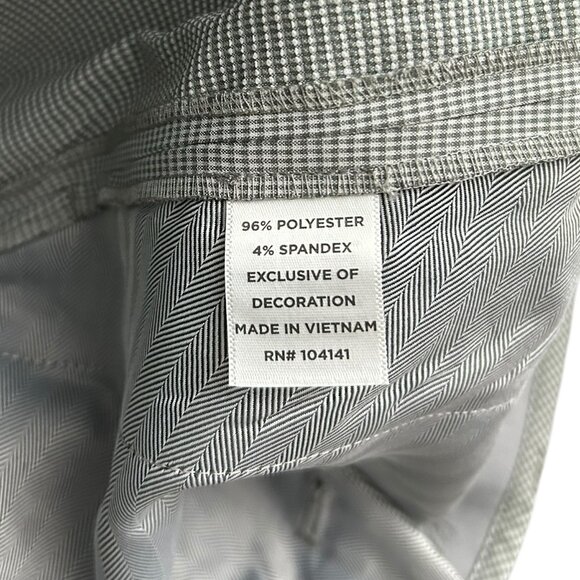 96% POLYESTER
4% SPANDEX
EXCLUSIVE OF
DECORATION
MADE IN VIETNAM
RN# 104141